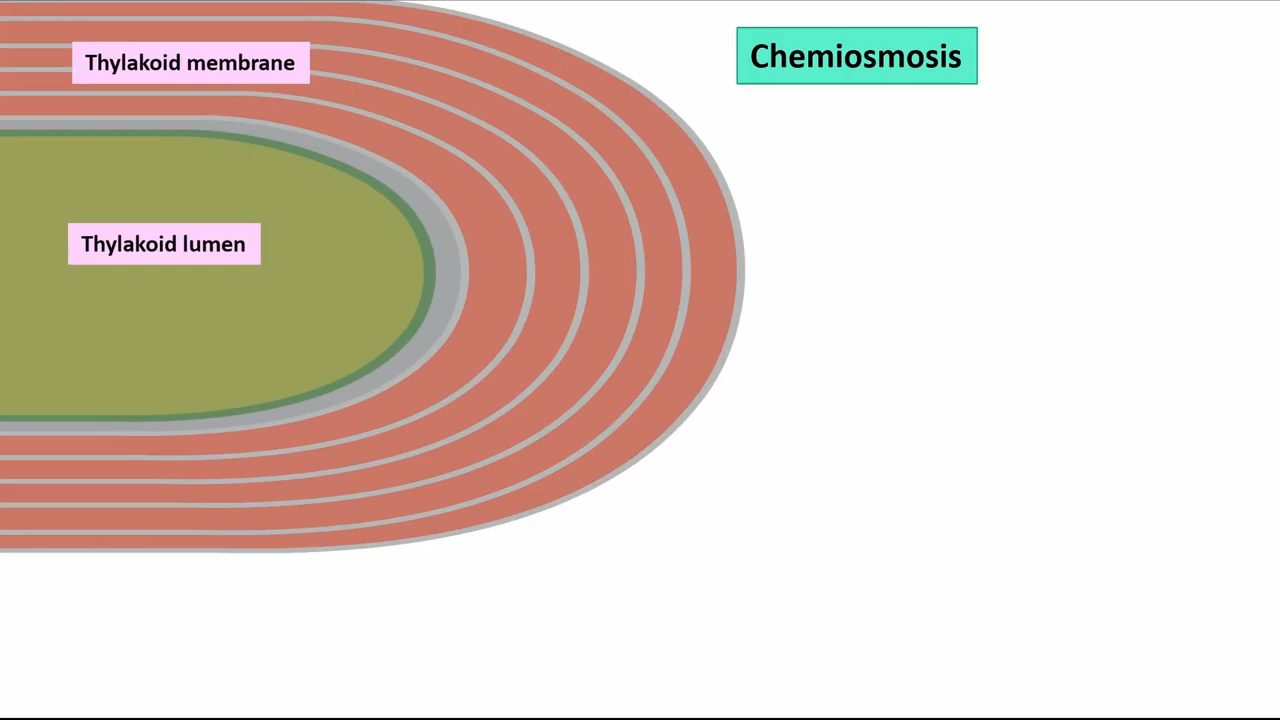 Thylakoid membrane
Chemiosmosis
Thylakoid lumen